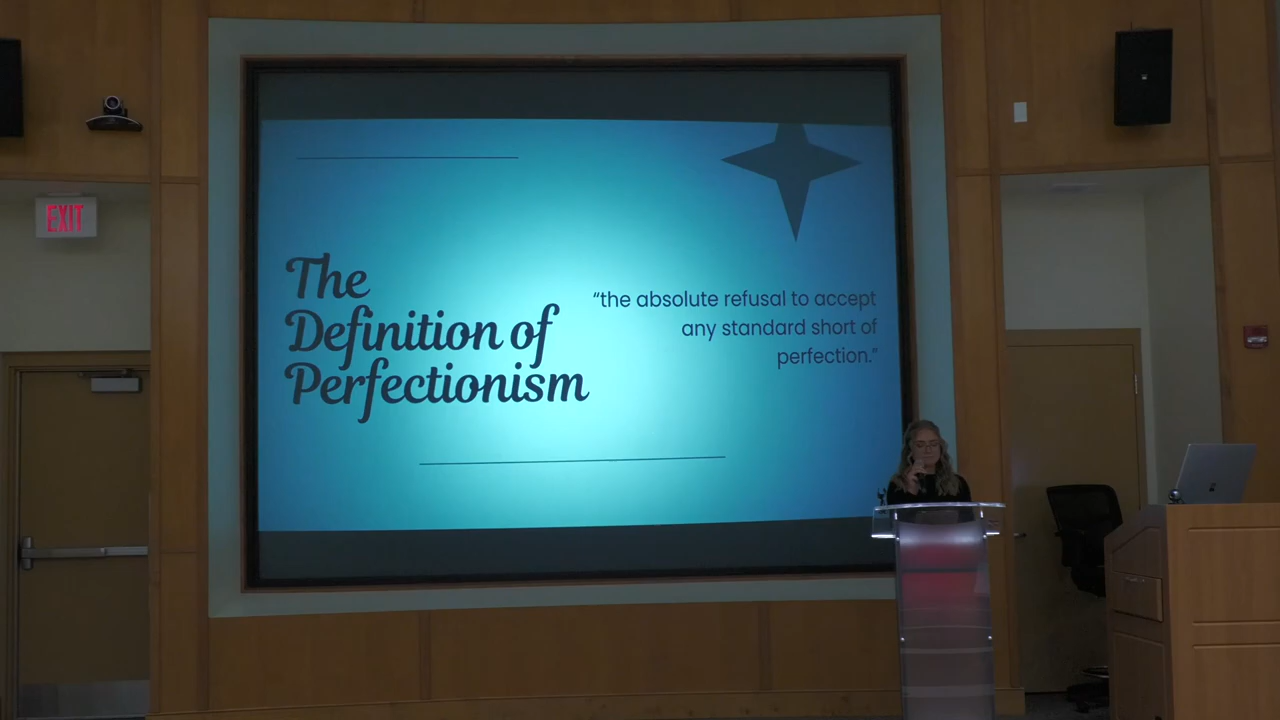 EXIT
The
Definition of
Perfectionism
“the absolute refusal to accept
any standard short of
perfection.”